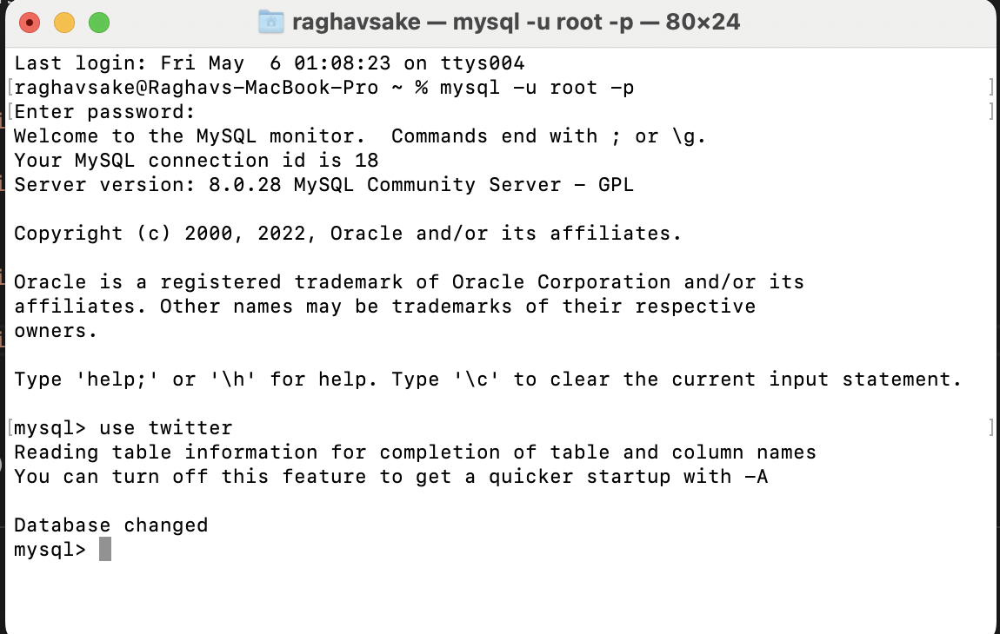 raghavsake — mysql -u root -p — 80×24
Last login: Fri May  6 01:08:23 on ttys004
[raghavsake@Raghavs-MacBook-Pro ~ % mysql -u root -p ]
[Enter password: ]
Welcome to the MySQL monitor.  Commands end with ; or \g.
Your MySQL connection id is 18
Server version: 8.0.28 MySQL Community Server - GPL

Copyright (c) 2000, 2022, Oracle and/or its affiliates.

Oracle is a registered trademark of Oracle Corporation and/or its
affiliates. Other names may be trademarks of their respective
owners.

Type 'help;' or '\h' for help. Type '\c' to clear the current input statement.

[mysql> use twitter ]
Reading table information for completion of table and column names
You can turn off this feature to get a quicker startup with -A

Database changed
mysql>